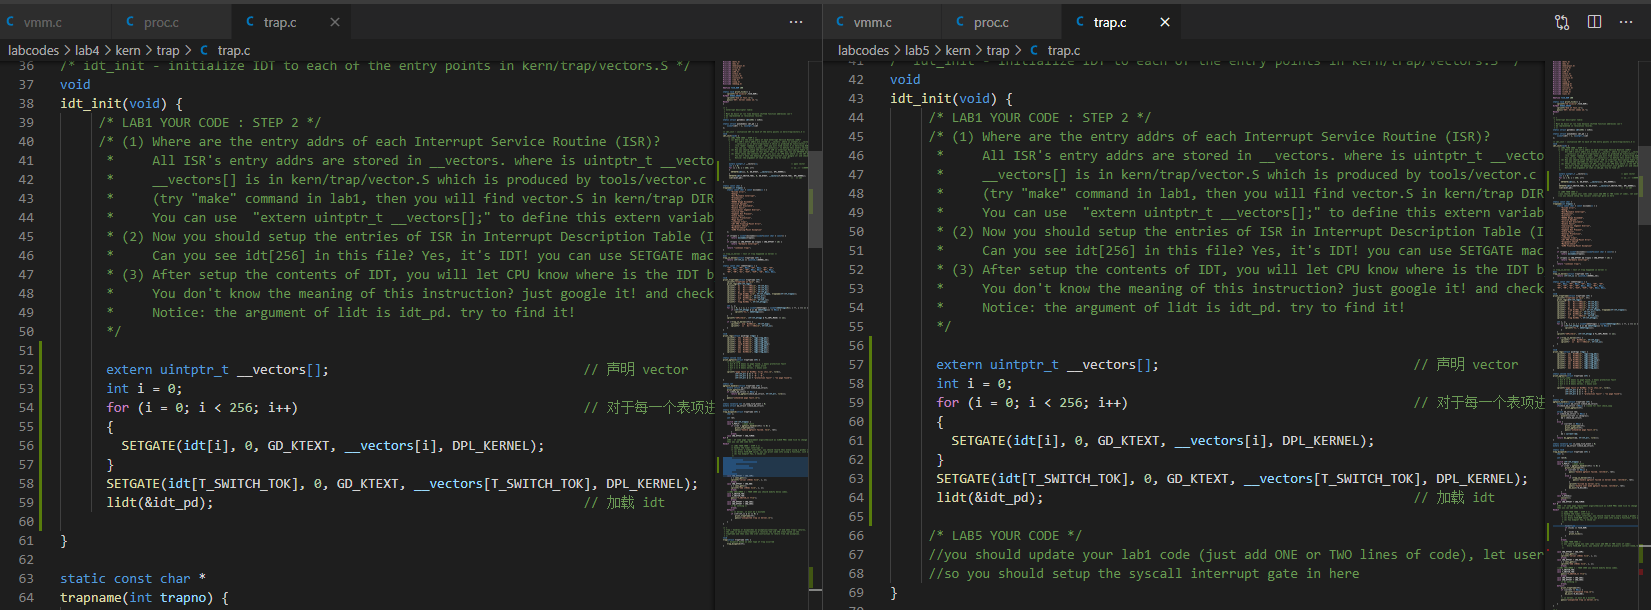 vmm.c proc.c trap.c
labcodes > lab4 > kern > trap > C trap.c
36 /* idt_init - initialize IDT to each of the entry points in kern/trap/vectors.S */
37 void
38 idt_init(void) {
39 /* LAB1 YOUR CODE : STEP 2 */
40 /* (1) Where are the entry addrs of each Interrupt Service Routine (ISR)?
41 * All ISR's entry addrs are stored in __vectors. where is uintptr_t __vecto
42 * __vectors[] is in kern/trap/vector.S which is produced by tools/vector.c
43 * (try "make" command in lab1, then you will find vector.S in kern/trap DIR
44 * You can use "extern uintptr_t __vectors[];" to define this extern variab
45 * (2) Now you should setup the entries of ISR in Interrupt Description Table (I
46 * Can you see idt[256] in this file? Yes, it's IDT! you can use SETGATE mac
47 * (3) After setup the contents of IDT, you will let CPU know where is the IDT b
48 * You don't know the meaning of this instruction? just google it! and check
49 * Notice: the argument of lidt is idt_pd. try to find it!
50 */
51
52 extern uintptr_t __vectors[]; // 声明 vector
53 int i = 0;
54 for (i = 0; i < 256; i++) // 对于每一个表项进
55 {
56 SETGATE(idt[i], 0, GD_KTEXT, __vectors[i], DPL_KERNEL);
57 }
58 SETGATE(idt[T_SWITCH_TOK], 0, GD_KTEXT, __vectors[T_SWITCH_TOK], DPL_KERNEL);
59 lidt(&idt_pd); // 加载 idt
60
61 }
62
63 static const char *
64 trapname(int trapno) {
vmm.c proc.c trap.c
labcodes > lab5 > kern > trap > C trap.c
41 /* idt_init - initialize IDT to each of the entry points in kern/trap/vectors.S */
42 void
43 idt_init(void) {
44 /* LAB1 YOUR CODE : STEP 2 */
45 /* (1) Where are the entry addrs of each Interrupt Service Routine (ISR)?
46 * All ISR's entry addrs are stored in __vectors. where is uintptr_t __vecto
47 * __vectors[] is in kern/trap/vector.S which is produced by tools/vector.c
48 * (try "make" command in lab1, then you will find vector.S in kern/trap DIR
49 * You can use "extern uintptr_t __vectors[];" to define this extern variab
50 * (2) Now you should setup the entries of ISR in Interrupt Description Table (I
51 * Can you see idt[256] in this file? Yes, it's IDT! you can use SETGATE mac
52 * (3) After setup the contents of IDT, you will let CPU know where is the IDT b
53 * You don't know the meaning of this instruction? just google it! and check
54 * Notice: the argument of lidt is idt_pd. try to find it!
55 */
56
57 extern uintptr_t __vectors[]; // 声明 vector
58 int i = 0;
59 for (i = 0; i < 256; i++) // 对于每一个表项进
60 {
61 SETGATE(idt[i], 0, GD_KTEXT, __vectors[i], DPL_KERNEL);
62 }
63 SETGATE(idt[T_SWITCH_TOK], 0, GD_KTEXT, __vectors[T_SWITCH_TOK], DPL_KERNEL);
64 lidt(&idt_pd); // 加载 idt
65
66 /* LAB5 YOUR CODE */
67 //you should update your lab1 code (just add ONE or TWO lines of code), let user
68 //so you should setup the syscall interrupt gate in here
69 }